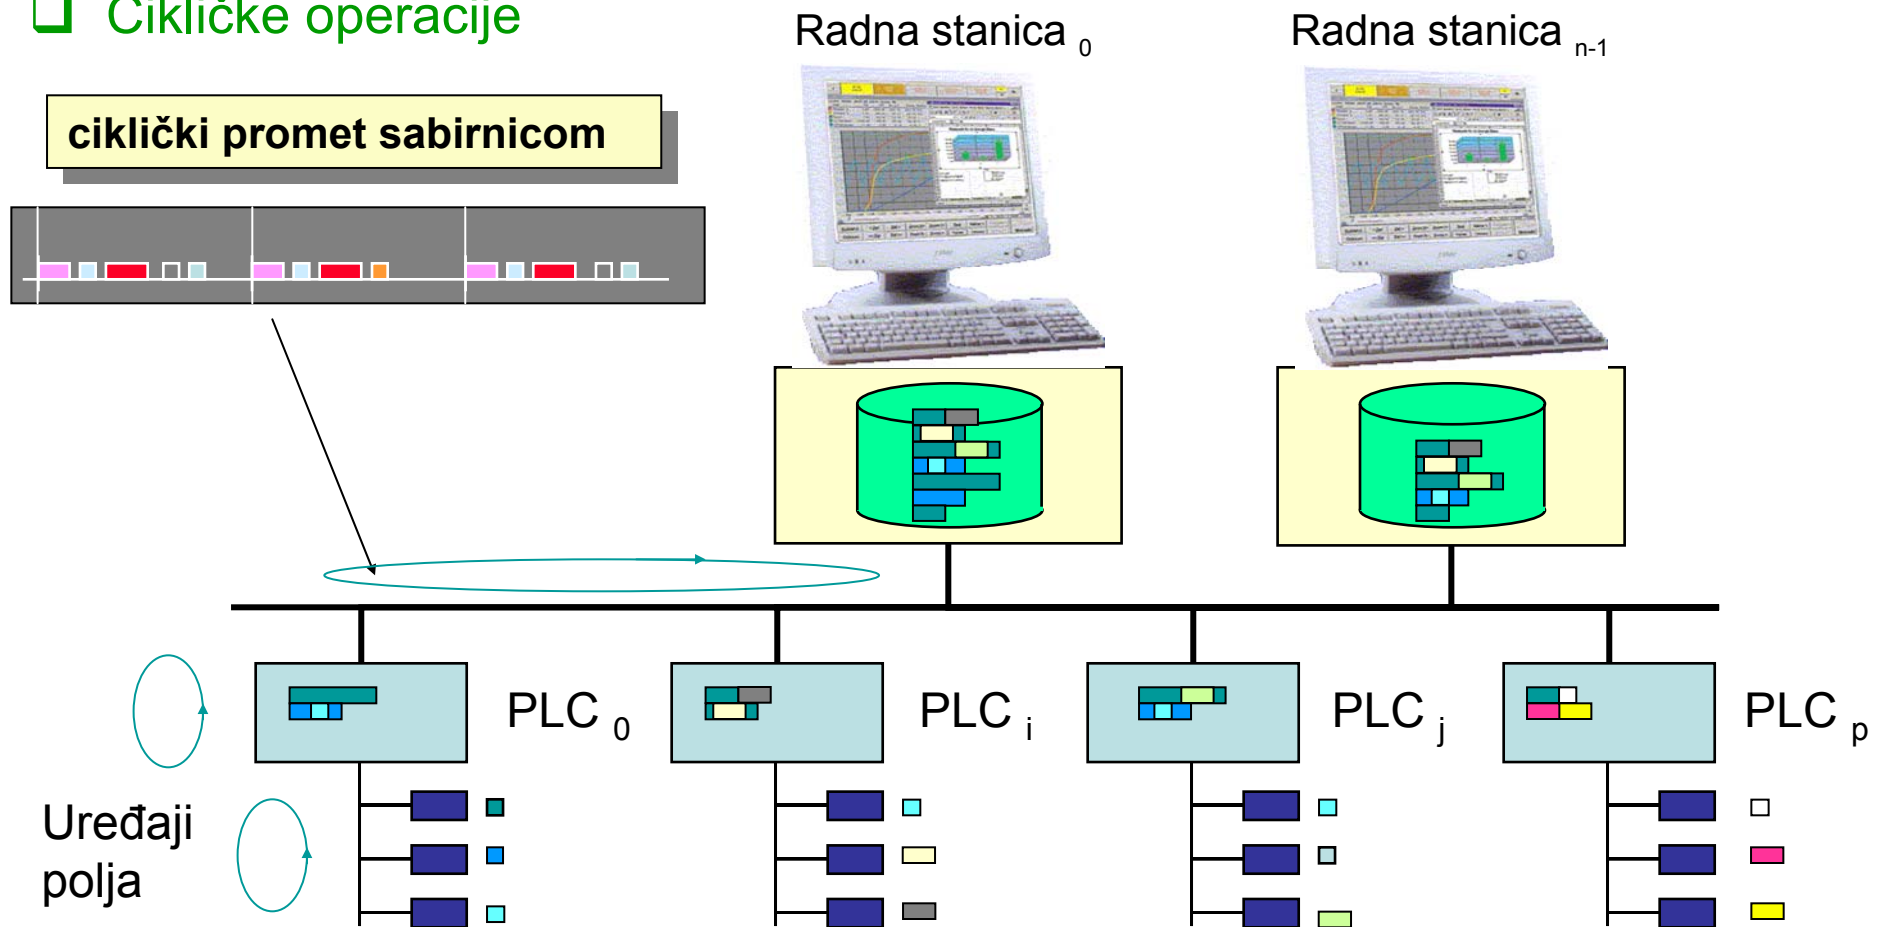 Cikličke operacije
Radna stanica 0
Radna stanica n-1
ciklički promet sabirnicom
PLC 0
PLC i
PLC j
PLC p
Uređaji
polja